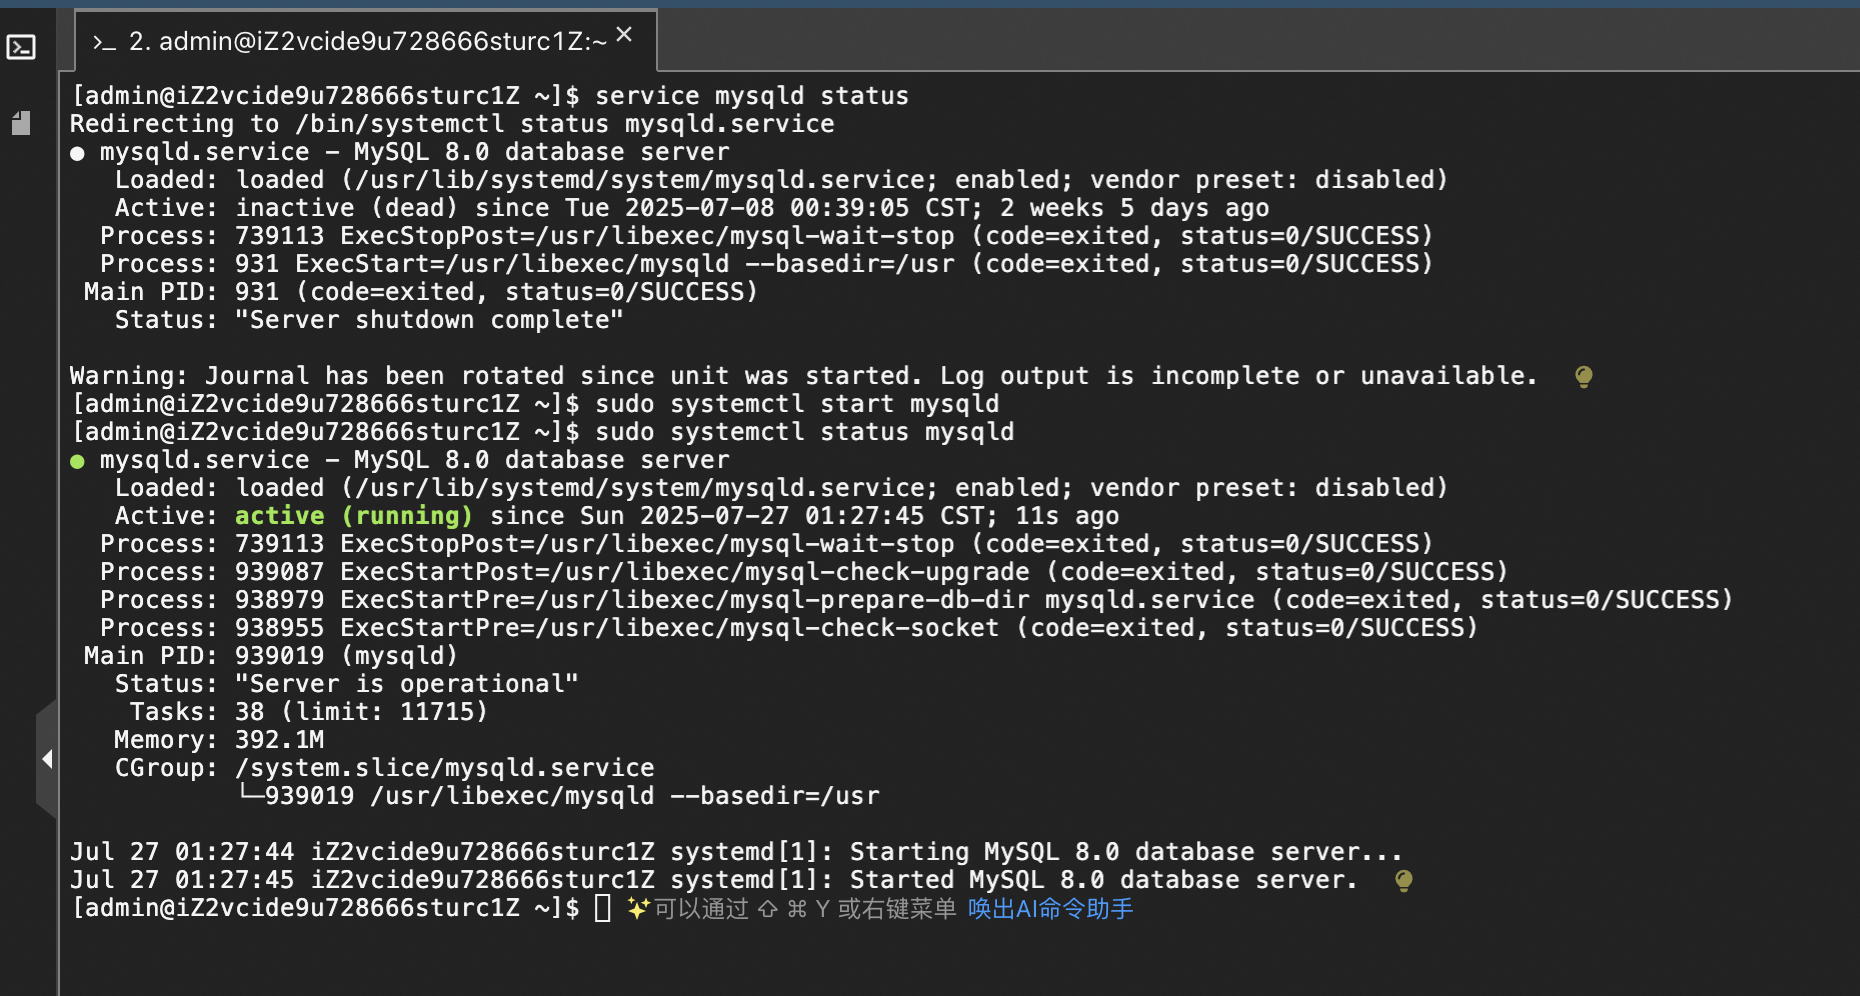 >_ 2. admin@iZ2vcide9u728666sturc1Z:~ ×
[admin@iZ2vcide9u728666sturc1Z ~]$ service mysqld status
Redirecting to /bin/systemctl status mysqld.service
● mysqld.service - MySQL 8.0 database server
   Loaded: loaded (/usr/lib/systemd/system/mysqld.service; enabled; vendor preset: disabled)
   Active: inactive (dead) since Tue 2025-07-08 00:39:05 CST; 2 weeks 5 days ago
  Process: 739113 ExecStopPost=/usr/libexec/mysql-wait-stop (code=exited, status=0/SUCCESS)
  Process: 931 ExecStart=/usr/libexec/mysqld --basedir=/usr (code=exited, status=0/SUCCESS)
 Main PID: 931 (code=exited, status=0/SUCCESS)
   Status: "Server shutdown complete"

Warning: Journal has been rotated since unit was started. Log output is incomplete or unavailable.
[admin@iZ2vcide9u728666sturc1Z ~]$ sudo systemctl start mysqld
[admin@iZ2vcide9u728666sturc1Z ~]$ sudo systemctl status mysqld
● mysqld.service - MySQL 8.0 database server
   Loaded: loaded (/usr/lib/systemd/system/mysqld.service; enabled; vendor preset: disabled)
   Active: active (running) since Sun 2025-07-27 01:27:45 CST; 11s ago
  Process: 739113 ExecStopPost=/usr/libexec/mysql-wait-stop (code=exited, status=0/SUCCESS)
  Process: 939087 ExecStartPost=/usr/libexec/mysql-check-upgrade (code=exited, status=0/SUCCESS)
  Process: 938979 ExecStartPre=/usr/libexec/mysql-prepare-db-dir mysqld.service (code=exited, status=0/SUCCESS)
  Process: 938955 ExecStartPre=/usr/libexec/mysql-check-socket (code=exited, status=0/SUCCESS)
 Main PID: 939019 (mysqld)
   Status: "Server is operational"
    Tasks: 38 (limit: 11715)
   Memory: 392.1M
   CGroup: /system.slice/mysqld.service
           └─939019 /usr/libexec/mysqld --basedir=/usr

Jul 27 01:27:44 iZ2vcide9u728666sturc1Z systemd[1]: Starting MySQL 8.0 database server...
Jul 27 01:27:45 iZ2vcide9u728666sturc1Z systemd[1]: Started MySQL 8.0 database server.
[admin@iZ2vcide9u728666sturc1Z ~]$ ✨可以通过 ⇧ ⌘ Y 或右键菜单 唤出AI命令助手